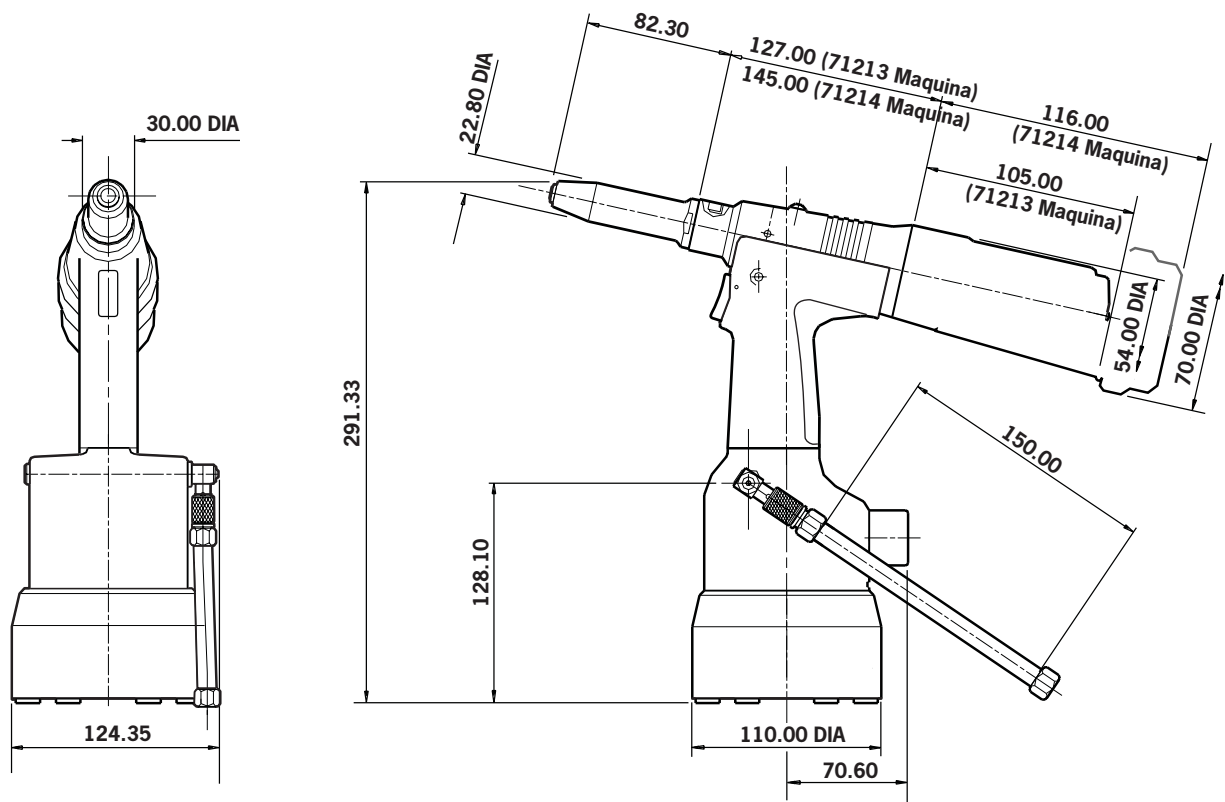 30.00 DIA
124.35
82.30
127.00 (71213 Maquina)
145.00 (71214 Maquina)
116.00
(71214 Maquina)
105.00
(71213 Maquina)
22.80 DIA
54.00 DIA
70.00 DIA
291.33
128.10
150.00
110.00 DIA
70.60